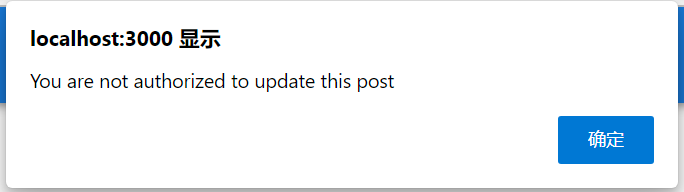 localhost:3000 显示
You are not authorized to update this post
确定